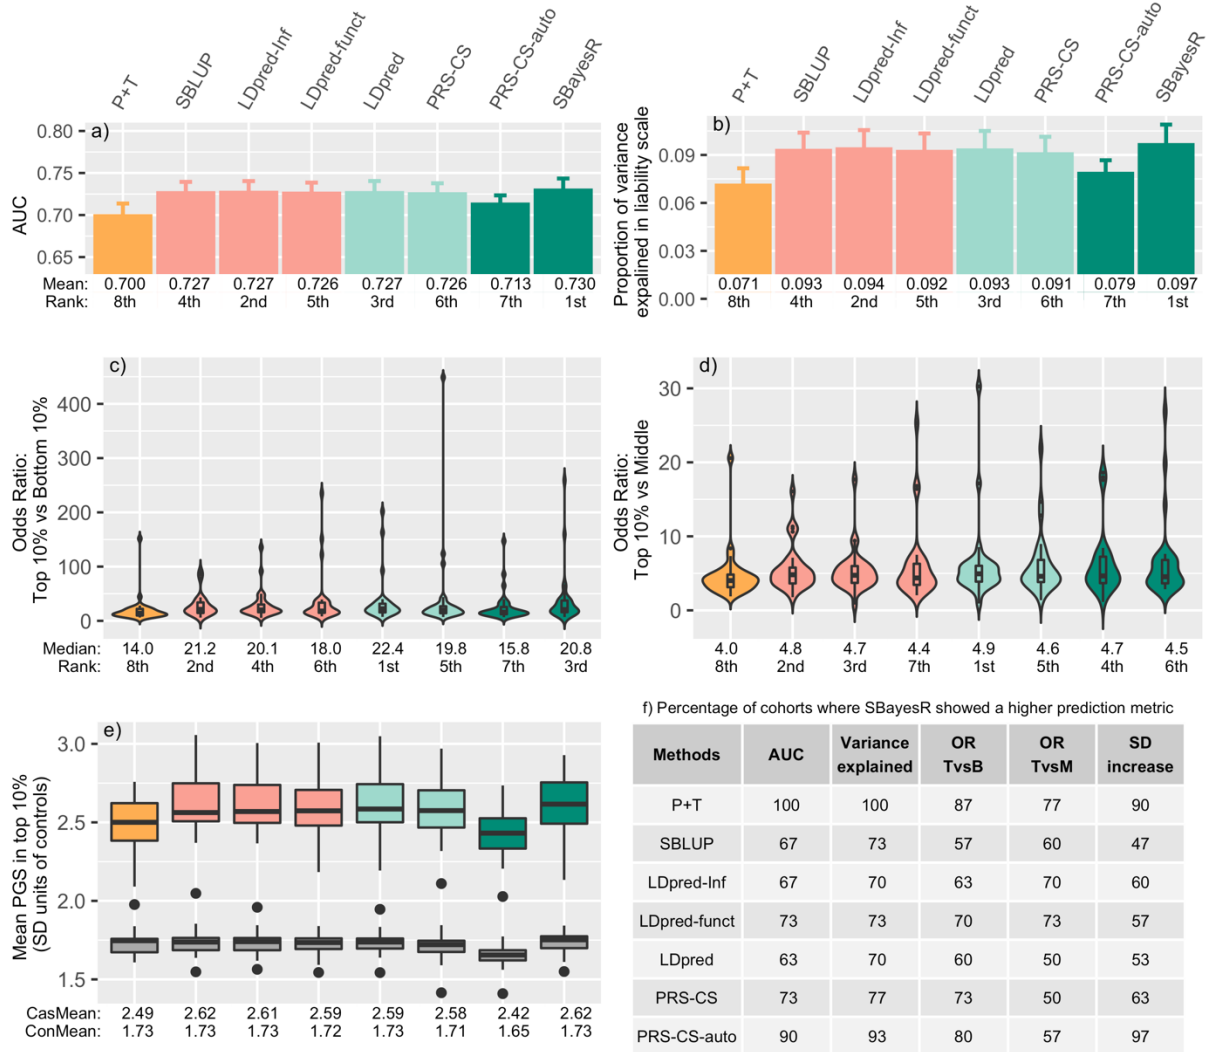 P+T SBLUP LDpred-Inf LDpred-funct LDpred PRS-CS PRS-CS-auto SBayesR
a)
AUC
0.80
0.75
0.70
0.65
Mean: 0.700 0.727 0.727 0.726 0.727 0.726 0.713 0.730
Rank: 8th 4th 2nd 5th 3rd 6th 7th 1st
P+T SBLUP LDpred-Inf LDpred-funct LDpred PRS-CS PRS-CS-auto SBayesR
b)
Proportion of variance
expalined in liability scale
0.09
0.06
0.03
0.00
0.071 0.093 0.094 0.092 0.093 0.091 0.079 0.097
8th 4th 2nd 5th 3rd 6th 7th 1st
c)
Odds Ratio:
Top 10% vs Bottom 10%
400
300
200
100
0
Median: 14.0 21.2 20.1 18.0 22.4 19.8 15.8 20.8
Rank: 8th 2nd 4th 6th 1st 5th 7th 3rd
d)
Odds Ratio:
Top 10% vs Middle
30
20
10
0
4.0 4.8 4.7 4.4 4.9 4.6 4.7 4.5
8th 2nd 3rd 7th 1st 5th 4th 6th
e)
Mean PGS in top 10%
(SD units of controls)
3.0
2.5
2.0
1.5
CasMean: 2.49 2.62 2.61 2.59 2.59 2.58 2.42 2.62
ConMean: 1.73 1.73 1.73 1.72 1.73 1.71 1.65 1.73
f) Percentage of cohorts where SBayesR showed a higher prediction metric
Methods AUC Variance explained OR TvsB OR TvsM SD increase
P+T 100 100 87 77 90
SBLUP 67 73 57 60 47
LDpred-Inf 67 70 63 70 60
LDpred-funct 73 73 70 73 57
LDpred 63 70 60 50 53
PRS-CS 73 77 73 50 63
PRS-CS-auto 90 93 80 57 97